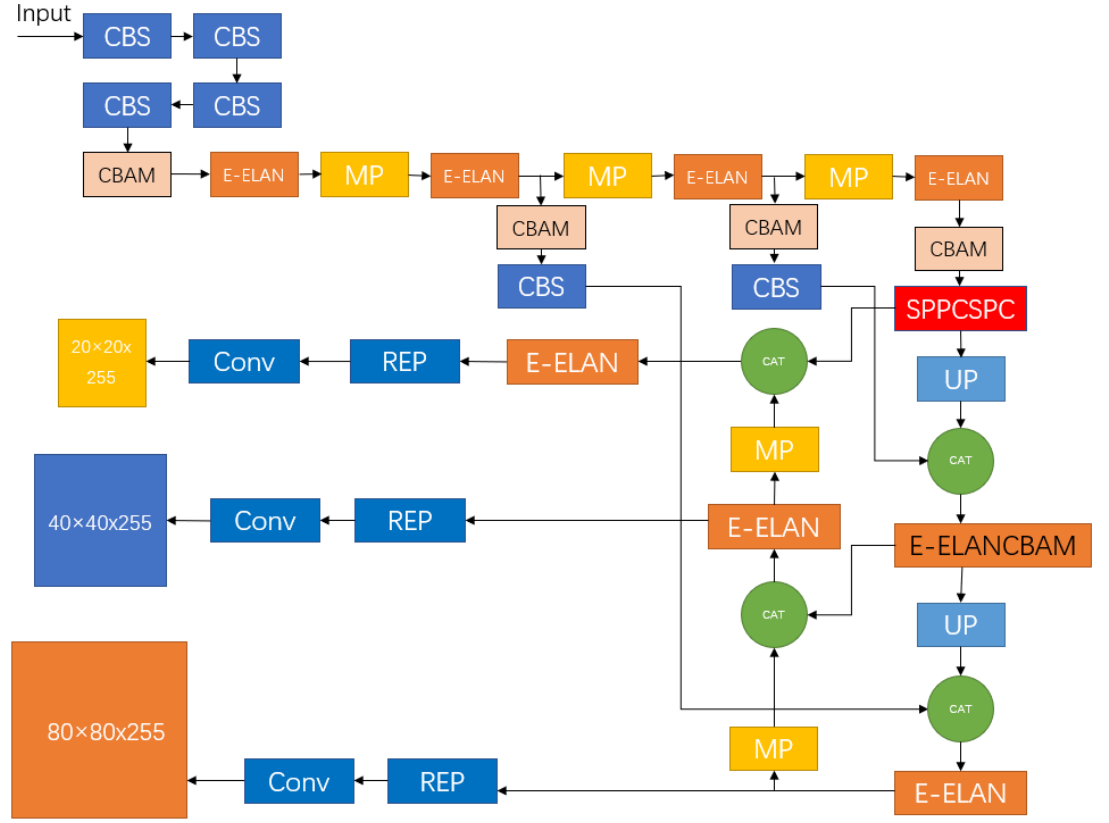 Input
CBS
CBS
CBS
CBS
CBAM
E-ELAN
MP
E-ELAN
MP
E-ELAN
MP
E-ELAN
CBAM
CBAM
CBAM
CBS
CBS
SPPCSPC
20×20x
255
Conv
REP
E-ELAN
CAT
UP
MP
CAT
40×40x255
Conv
REP
E-ELAN
E-ELANCBAM
CAT
UP
80×80x255
CAT
MP
Conv
REP
E-ELAN